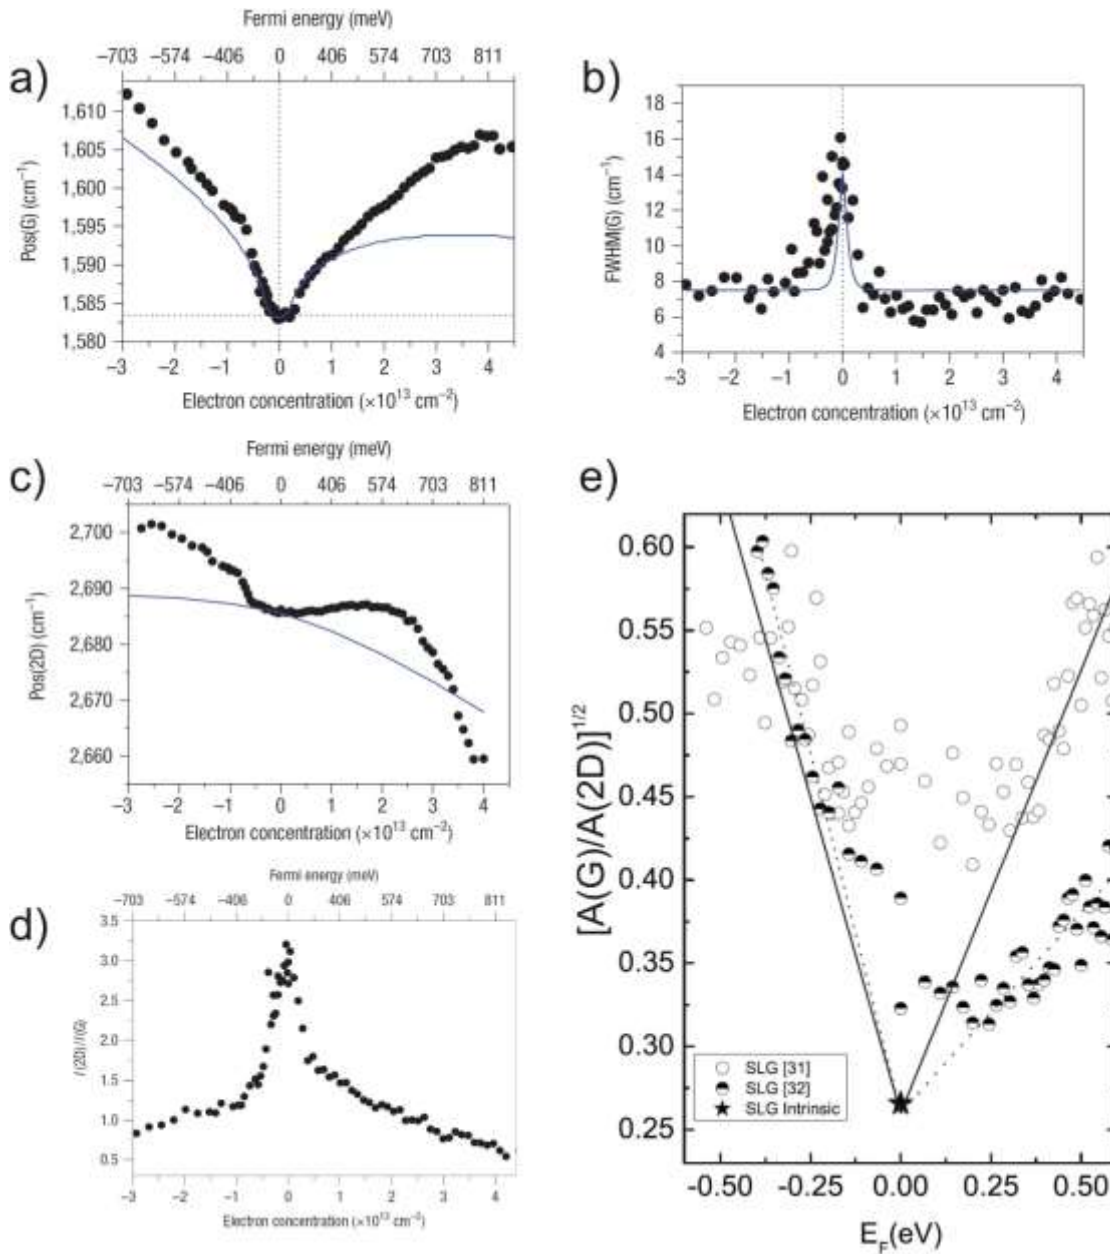 a)
Fermi energy (meV)
−703 −574 −406 0 406 574 703 811
1,610
1,605
1,600
1,595
1,590
1,585
1,580
Pos(G) (cm⁻¹)
−3 −2 −1 0 1 2 3 4
Electron concentration (×10¹³ cm⁻²)
b)
18
16
14
12
10
8
6
4
FWHM(G) (cm⁻¹)
−3 −2 −1 0 1 2 3 4
Electron concentration (×10¹³ cm⁻²)
c)
Fermi energy (meV)
−703 −574 −406 0 406 574 703 811
2,700
2,690
2,680
2,670
2,660
Pos(2D) (cm⁻¹)
−3 −2 −1 0 1 2 3 4
Electron concentration (×10¹³ cm⁻²)
d)
Fermi energy (meV)
−703 −574 −406 0 406 574 703 811
3.5
3.0
2.5
2.0
1.5
1.0
0.5
I(2D)/I(G)
−3 −2 −1 0 1 2 3 4
Electron concentration (×10¹³ cm⁻²)
e)
0.60
0.55
0.50
0.45
0.40
0.35
0.30
0.25
[A(G)/A(2D)]^1/2
SLG [31]
SLG [32]
SLG Intrinsic
-0.50 -0.25 0.00 0.25 0.50
E_F(eV)